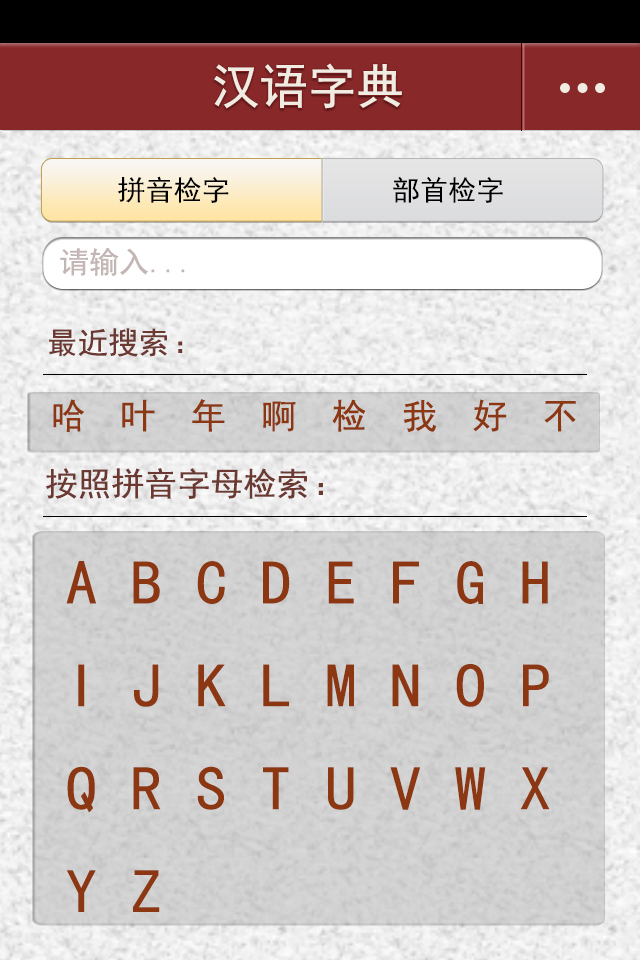 汉语字典 •••
拼音检字 部首检字
请输入...
最近搜索：
哈 叶 年 啊 检 我 好 不
按照拼音字母检索：
A B C D E F G H
I J K L M N O P
Q R S T U V W X
Y Z